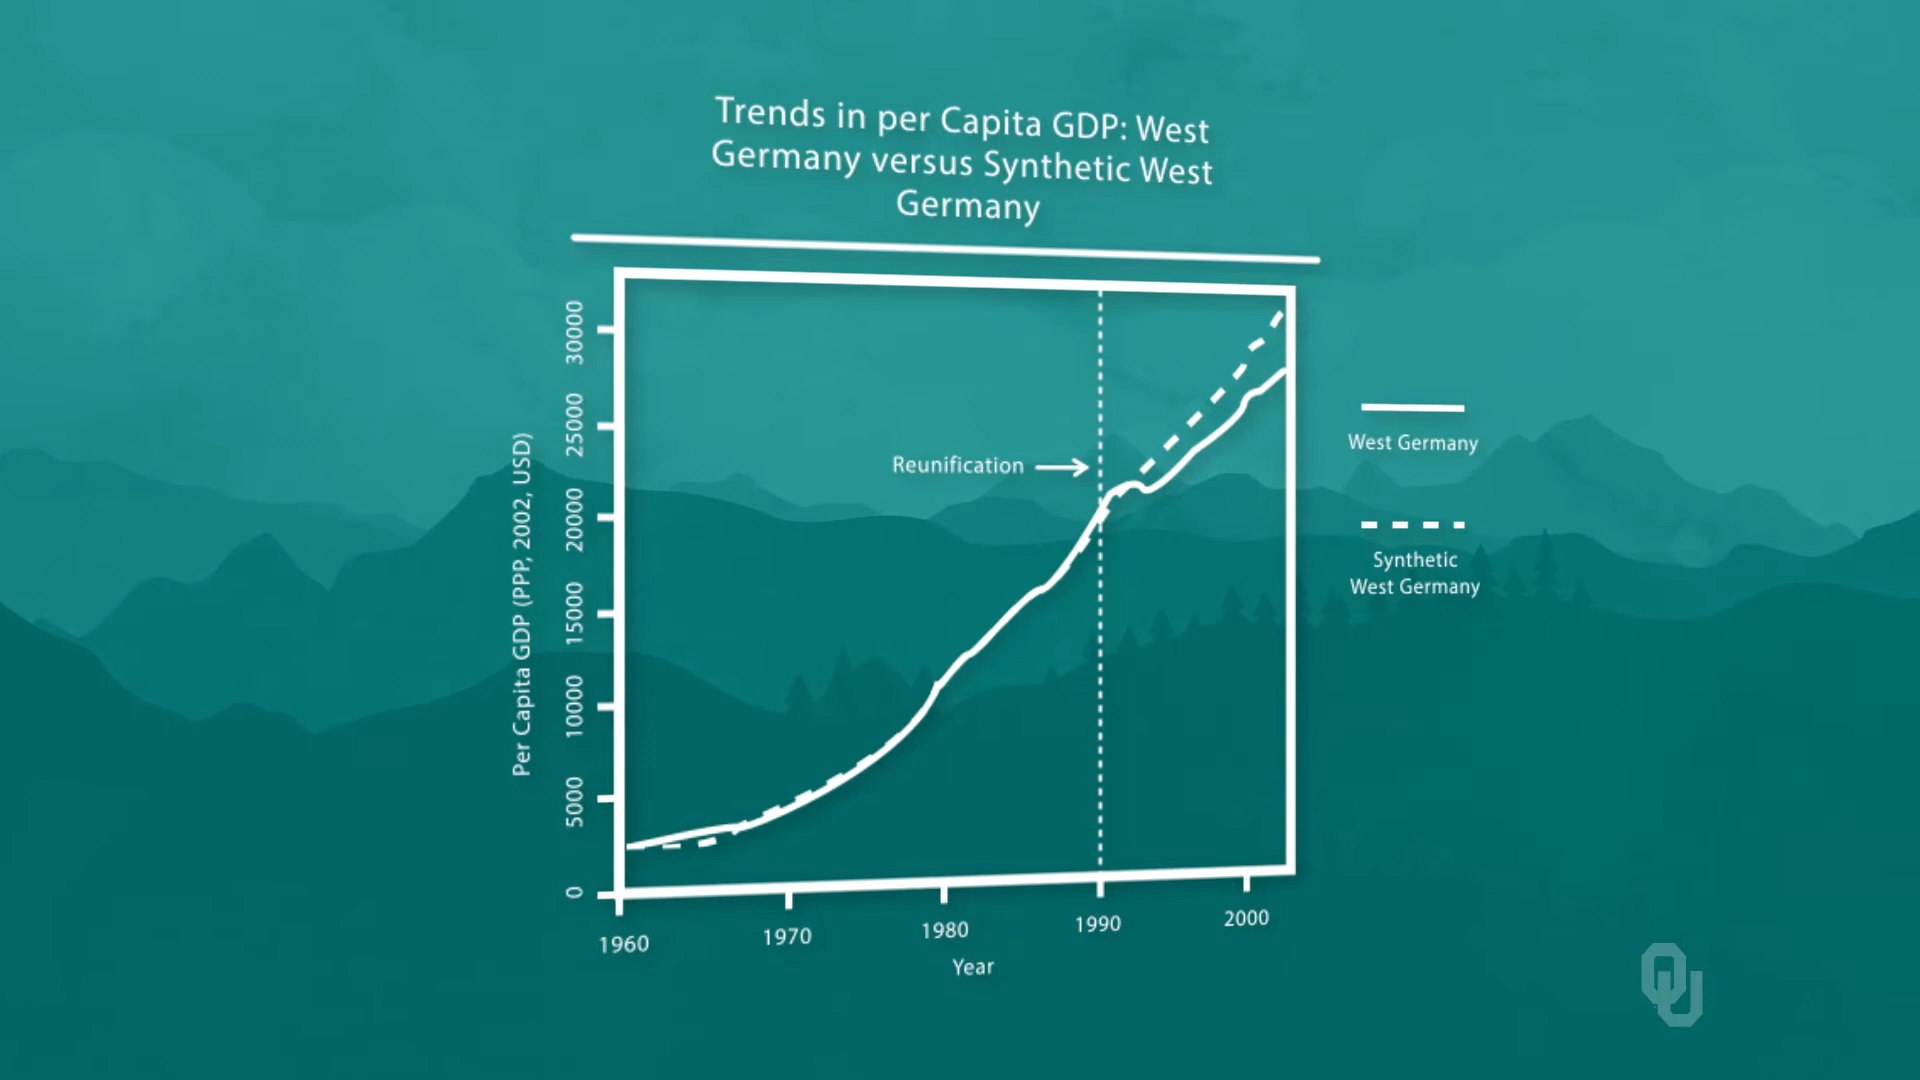 Trends in per Capita GDP: West
Germany versus Synthetic West
Germany
30000
25000
20000
15000
10000
5000
0
Per Capita GDP (PPP, 2002, USD)
Reunification
1960
1970
1980
1990
2000
Year
West Germany
Synthetic
West Germany
OU